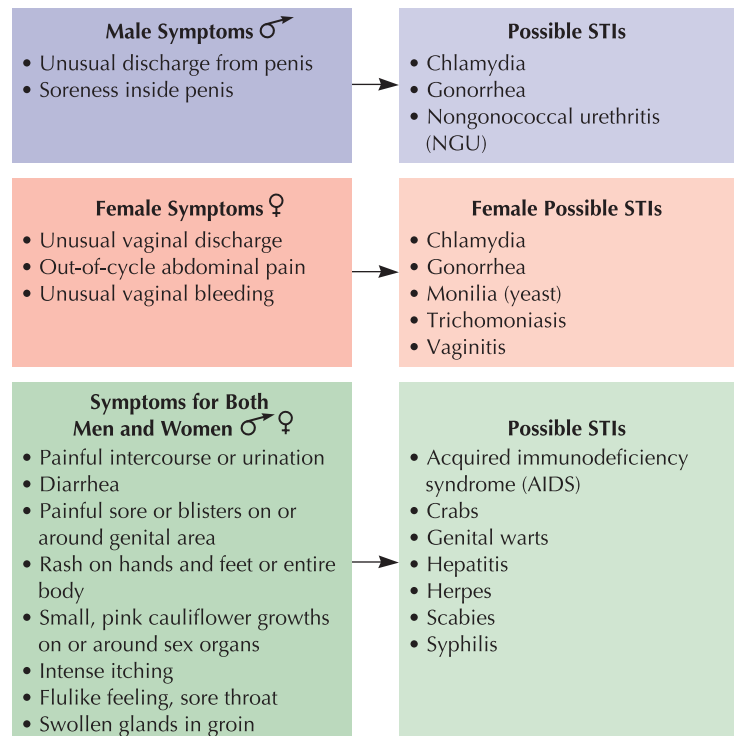 Male Symptoms ♂
• Unusual discharge from penis
• Soreness inside penis
Possible STIs
• Chlamydia
• Gonorrhea
• Nongonococcal urethritis
(NGU)
Female Symptoms ♀
• Unusual vaginal discharge
• Out-of-cycle abdominal pain
• Unusual vaginal bleeding
Female Possible STIs
• Chlamydia
• Gonorrhea
• Monilia (yeast)
• Trichomoniasis
• Vaginitis
Symptoms for Both
Men and Women ♂♀
• Painful intercourse or urination
• Diarrhea
• Painful sore or blisters on or
around genital area
• Rash on hands and feet or entire
body
• Small, pink cauliflower growths
on or around sex organs
• Intense itching
• Flulike feeling, sore throat
• Swollen glands in groin
Possible STIs
• Acquired immunodeficiency
syndrome (AIDS)
• Crabs
• Genital warts
• Hepatitis
• Herpes
• Scabies
• Syphilis